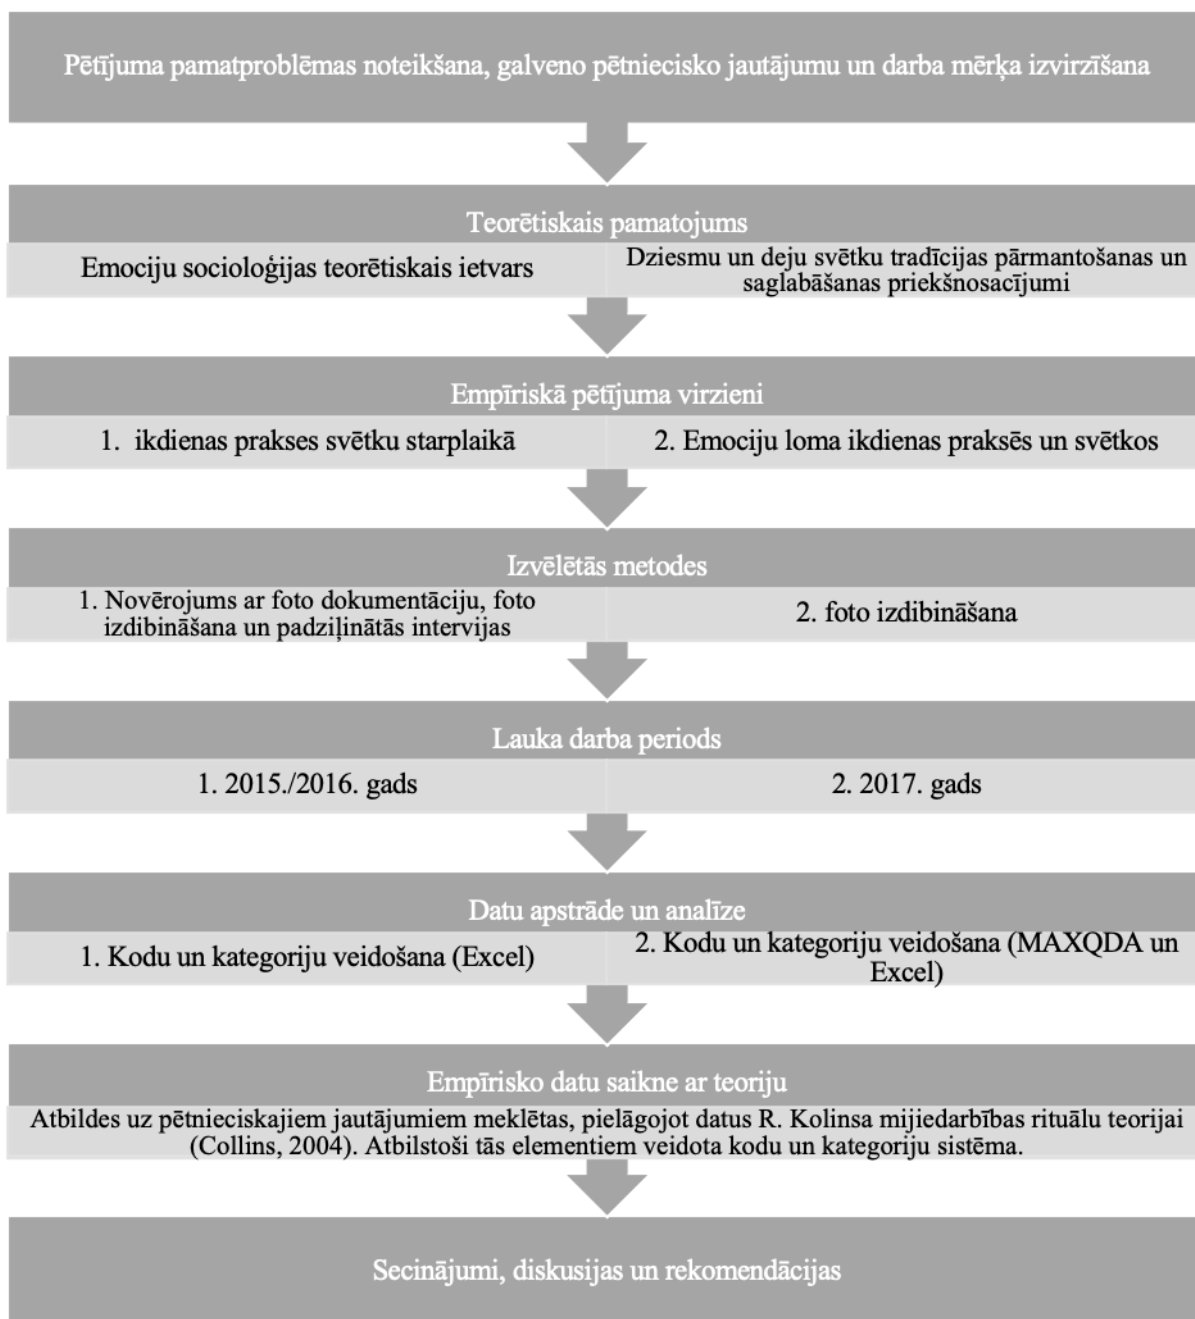 Pētījuma pamatproblēmas noteikšana, galveno pētniecisko jautājumu un darba mērķa izvirzīšana
Teorētiskais pamatojums
Emociju socioloģijas teorētiskais ietvars
Dziesmu un deju svētku tradīcijas pārmantošanas un
saglabāšanas priekšnosacījumi
Empīriskā pētījuma virzieni
1. ikdienas prakses svētku starplaikā
2. Emociju loma ikdienas praksēs un svētkos
Izvēlētās metodes
1. Novērojums ar foto dokumentāciju, foto
izdibināšana un padziļinātās intervijas
2. foto izdibināšana
Lauka darba periods
1. 2015./2016. gads
2. 2017. gads
Datu apstrāde un analīze
1. Kodu un kategoriju veidošana (Excel)
2. Kodu un kategoriju veidošana (MAXQDA un
Excel)
Empīrisko datu saikne ar teoriju
Atbildes uz pētnieciskajiem jautājumiem meklētas, pielāgojot datus R. Kolinsa mijiedarbības rituālu teorijai
(Collins, 2004). Atbilstoši tās elementiem veidota kodu un kategoriju sistēma.
Secinājumi, diskusijas un rekomendācijas